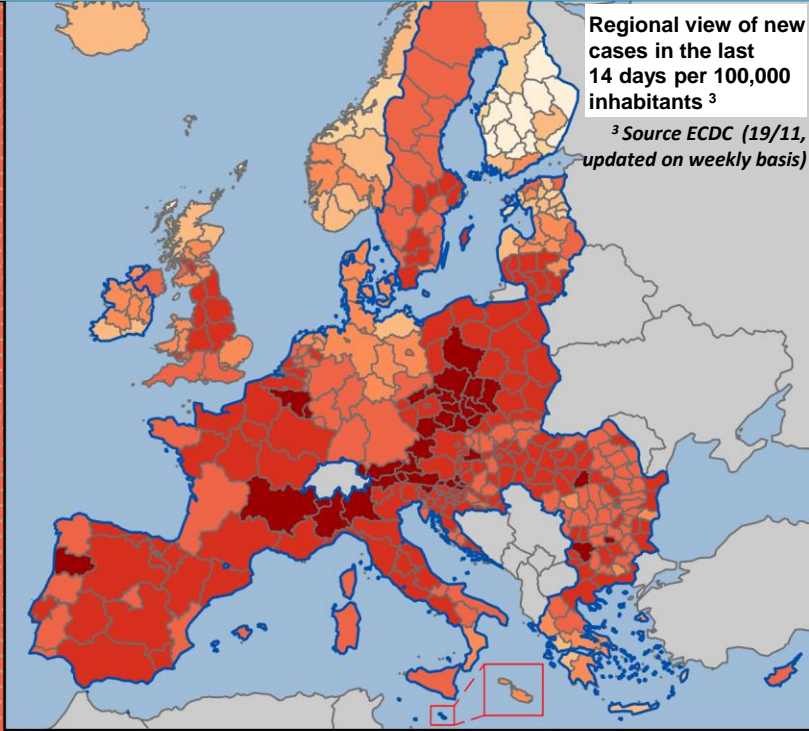 Regional view of new
cases in the last
14 days per 100,000
inhabitants ³
³ Source ECDC (19/11,
updated on weekly basis)